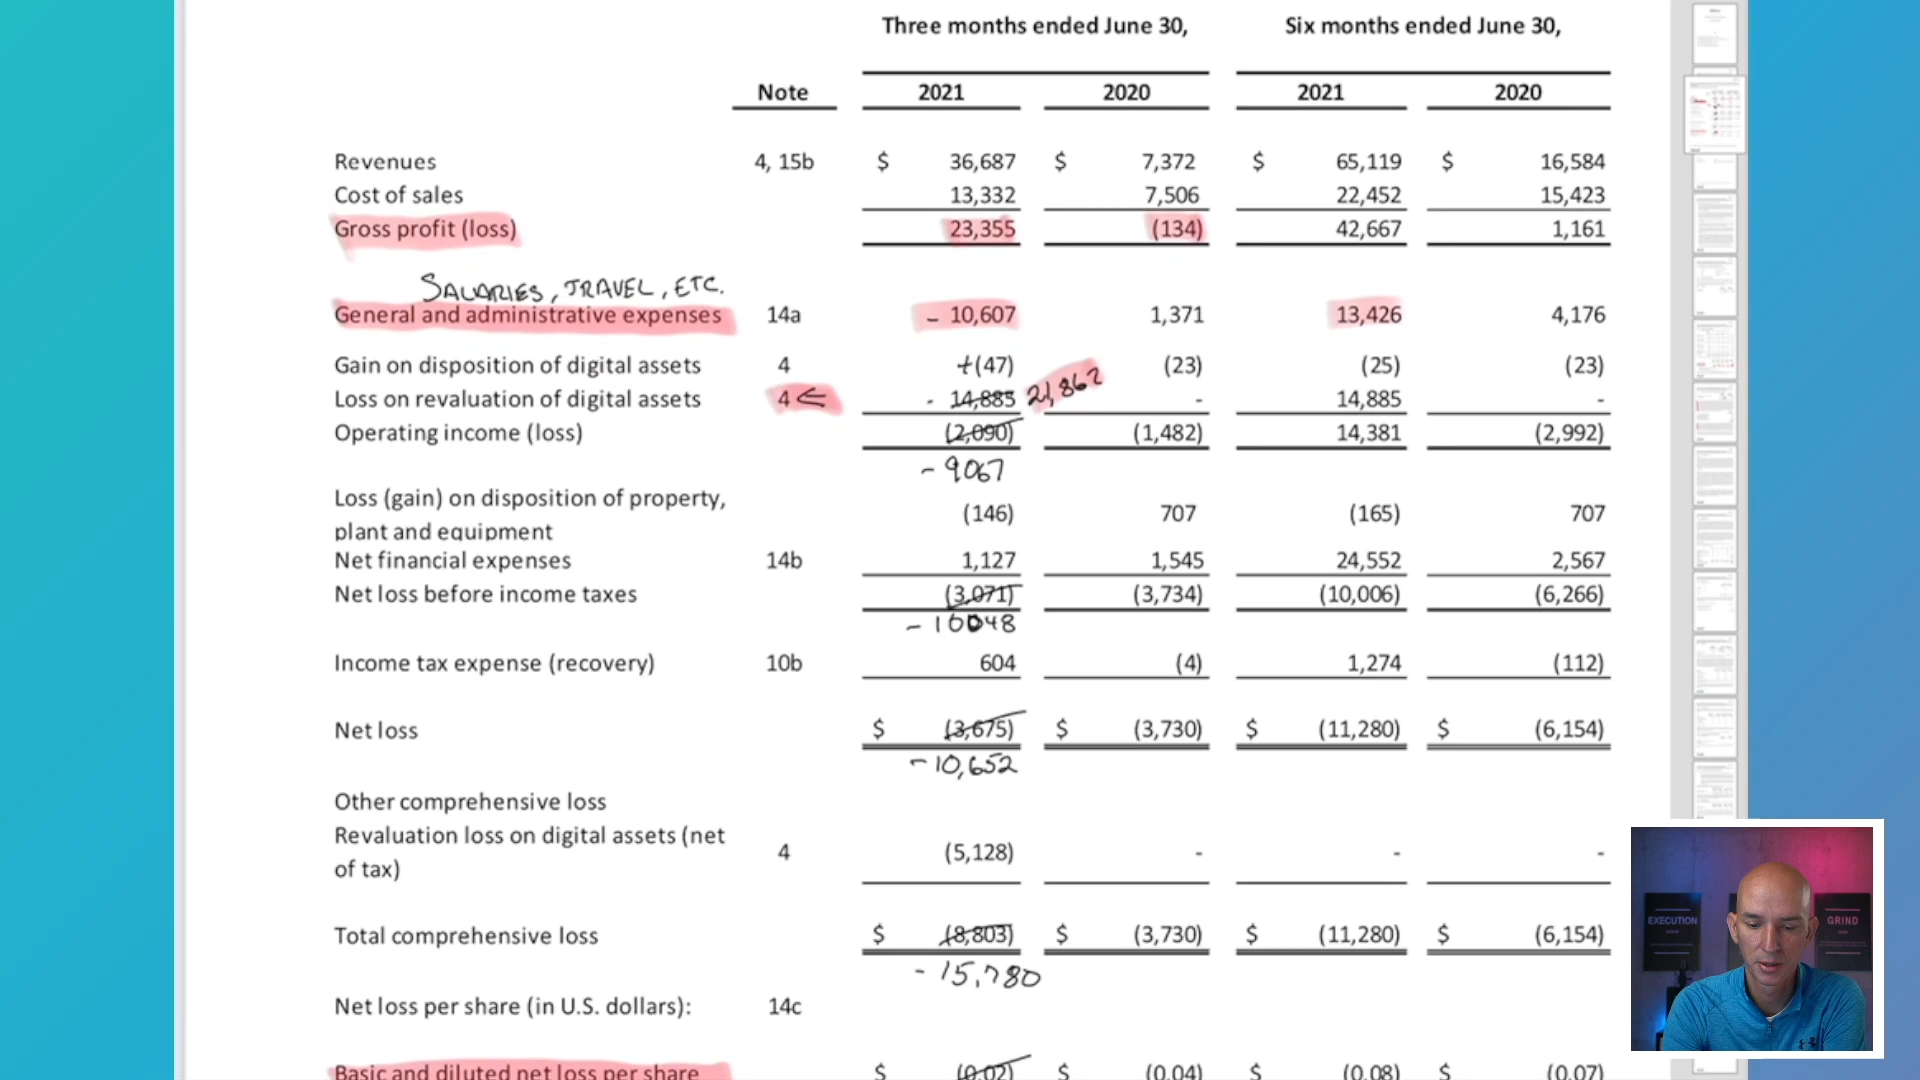 Three months ended June 30, Six months ended June 30,
Note 2021 2020 2021 2020
Revenues 4, 15b $ 36,687 $ 7,372 $ 65,119 $ 16,584
Cost of sales 13,332 7,506 22,452 15,423
Gross profit (loss) 23,355 (134) 42,667 1,161
SALARIES, TRAVEL, ETC.
General and administrative expenses 14a - 10,607 1,371 13,426 4,176
Gain on disposition of digital assets 4 +(47) (23) (25) (23)
Loss on revaluation of digital assets 4 ← - 14,885 21,862 - 14,885 -
Operating income (loss) (2,090) (1,482) 14,381 (2,992)
- 9067
Loss (gain) on disposition of property,
plant and equipment (146) 707 (165) 707
Net financial expenses 14b 1,127 1,545 24,552 2,567
Net loss before income taxes (3,071) (3,734) (10,006) (6,266)
- 10048
Income tax expense (recovery) 10b 604 (4) 1,274 (112)
Net loss $ (3,675) $ (3,730) $ (11,280) $ (6,154)
- 10,652
Other comprehensive loss
Revaluation loss on digital assets (net
of tax) 4 (5,128) - - -
Total comprehensive loss $ (8,803) $ (3,730) $ (11,280) $ (6,154)
- 15,780
Net loss per share (in U.S. dollars): 14c
Basic and diluted net loss per share $ (0.02) $ (0.04) $ (0.08) $ (0.07)
EXECUTION
GRIND